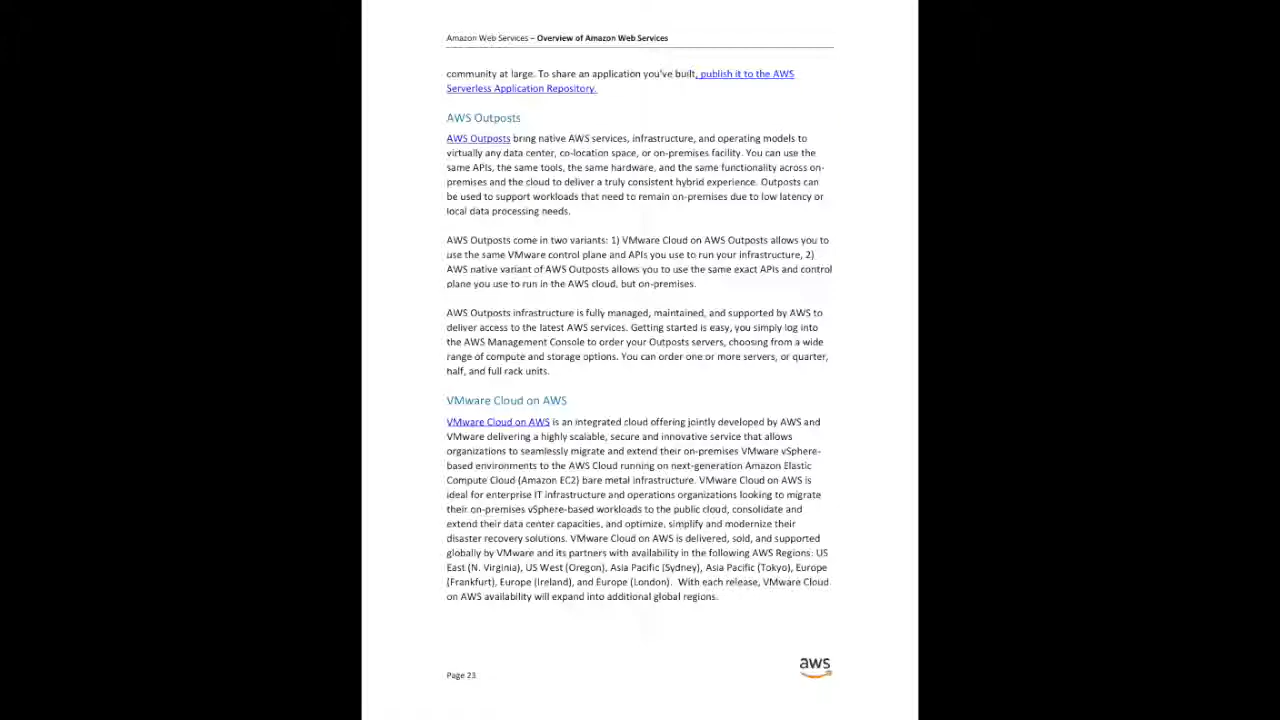 Amazon Web Services – Overview of Amazon Web Services
community at large. To share an application you've built, publish it to the AWS
Serverless Application Repository.
AWS Outposts
AWS Outposts bring native AWS services, infrastructure, and operating models to
virtually any data center, co-location space, or on-premises facility. You can use the
same APIs, the same tools, the same hardware, and the same functionality across on-
premises and the cloud to deliver a truly consistent hybrid experience. Outposts can
be used to support workloads that need to remain on-premises due to low latency or
local data processing needs.
AWS Outposts come in two variants: 1) VMware Cloud on AWS Outposts allows you to
use the same VMware control plane and APIs you use to run your infrastructure, 2)
AWS native variant of AWS Outposts allows you to use the same exact APIs and control
plane you use to run in the AWS cloud, but on-premises.
AWS Outposts infrastructure is fully managed, maintained, and supported by AWS to
deliver access to the latest AWS services. Getting started is easy, you simply log into
the AWS Management Console to order your Outposts servers, choosing from a wide
range of compute and storage options. You can order one or more servers, or quarter,
half, and full rack units.
VMware Cloud on AWS
VMware Cloud on AWS is an integrated cloud offering jointly developed by AWS and
VMware delivering a highly scalable, secure and innovative service that allows
organizations to seamlessly migrate and extend their on-premises VMware vSphere-
based environments to the AWS Cloud running on next-generation Amazon Elastic
Compute Cloud (Amazon EC2) bare metal infrastructure. VMware Cloud on AWS is
ideal for enterprise IT infrastructure and operations organizations looking to migrate
their on-premises vSphere-based workloads to the public cloud, consolidate and
extend their data center capacities, and optimize, simplify and modernize their
disaster recovery solutions. VMware Cloud on AWS is delivered, sold, and supported
globally by VMware and its partners with availability in the following AWS Regions: US
East (N. Virginia), US West (Oregon), Asia Pacific (Sydney), Asia Pacific (Tokyo), Europe
(Frankfurt), Europe (Ireland), and Europe (London).  With each release, VMware Cloud
on AWS availability will expand into additional global regions.
aws
Page 23